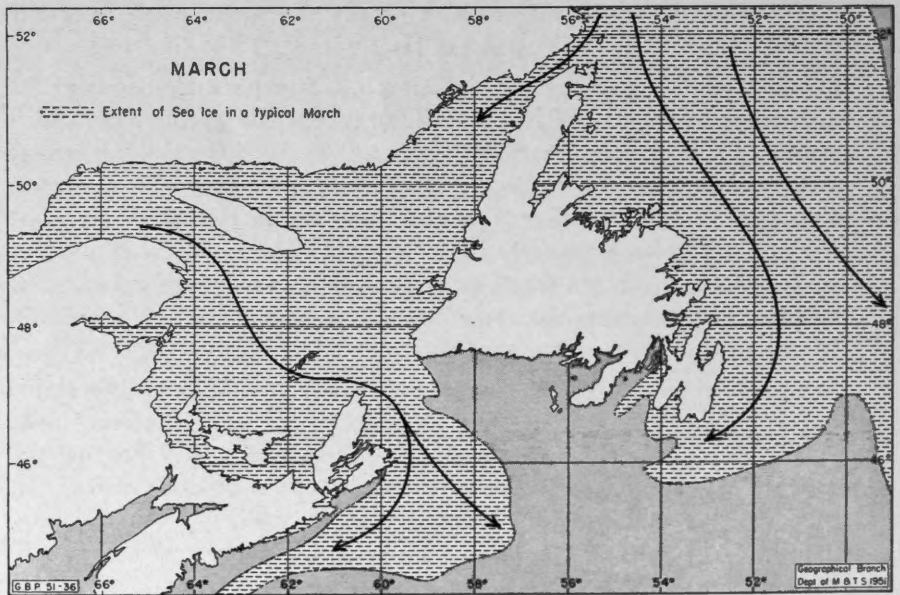 66° 64° 62° 60° 58° 56° 54° 52° 50°
52° 52°
MARCH
Extent of Sea Ice in a typical March
50° 50°
48° 48°
46° 46°
66° 64° 62° 60° 58° 56° 54° 52°
G B P 51-36
Geographical Branch
Dept of M & T S 1951